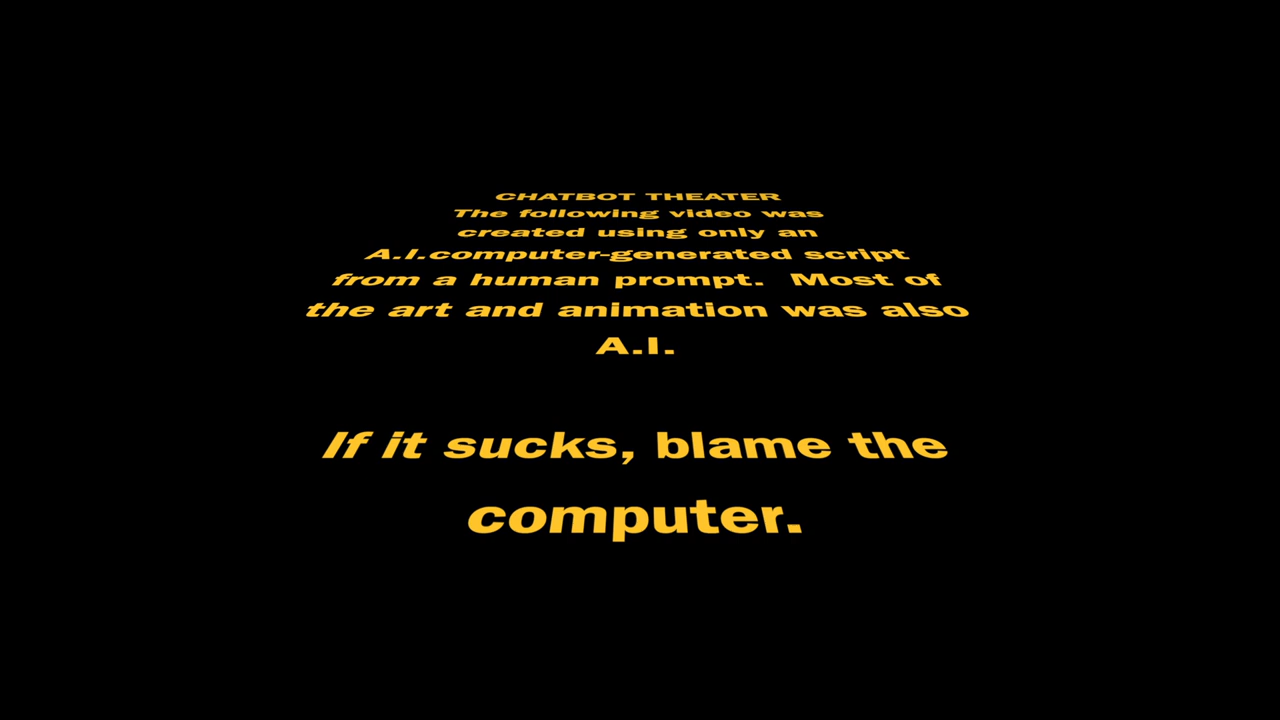 CHATBOT THEATER
The following video was
created using only an
A.I.computer-generated script
from a human prompt.  Most of
the art and animation was also
A.I.
If it sucks, blame the
computer.